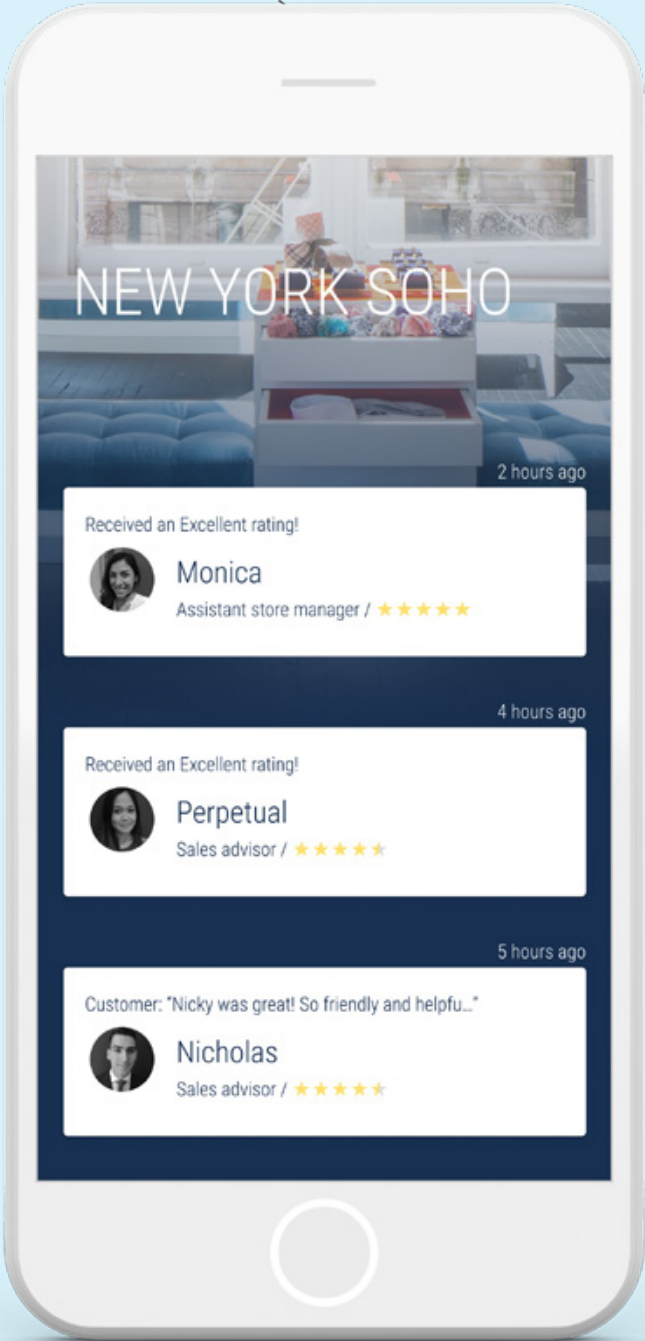 NEW YORK SOHO
2 hours ago
Received an Excellent rating!
Monica
Assistant store manager / ★★★★★
4 hours ago
Received an Excellent rating!
Perpetual
Sales advisor /
5 hours ago
Customer: "Nicky was great! So friendly and helpfu..."
Nicholas
Sales advisor /